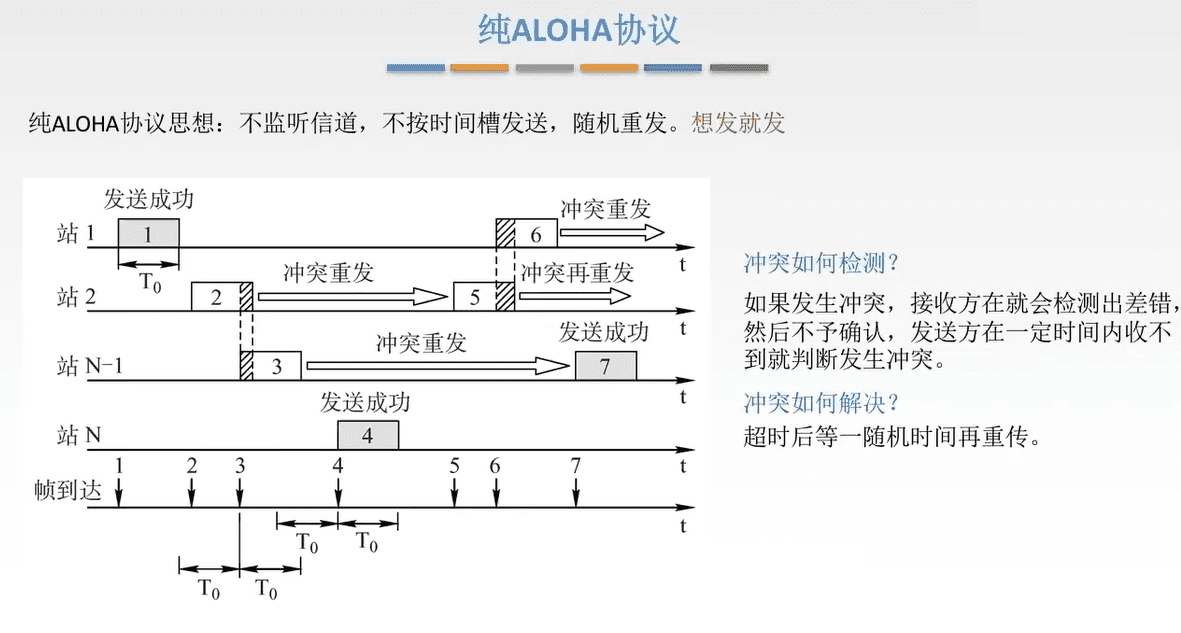 纯ALOHA协议
纯ALOHA协议思想：不监听信道，不按时间槽发送，随机重发。想发就发
发送成功
站 1
1
6
冲突重发
t
T0
站 2
2
冲突重发
5
冲突再重发
t
站 N-1
3
冲突重发
发送成功
7
t
发送成功
站 N
4
t
1 2 3 4 5 6 7
帧到达
t
T0 T0
T0 T0
冲突如何检测？
如果发生冲突，接收方在就会检测出差错，
然后不予确认，发送方在一定时间内收不
到就判断发生冲突。
冲突如何解决？
超时后等一随机时间再重传。